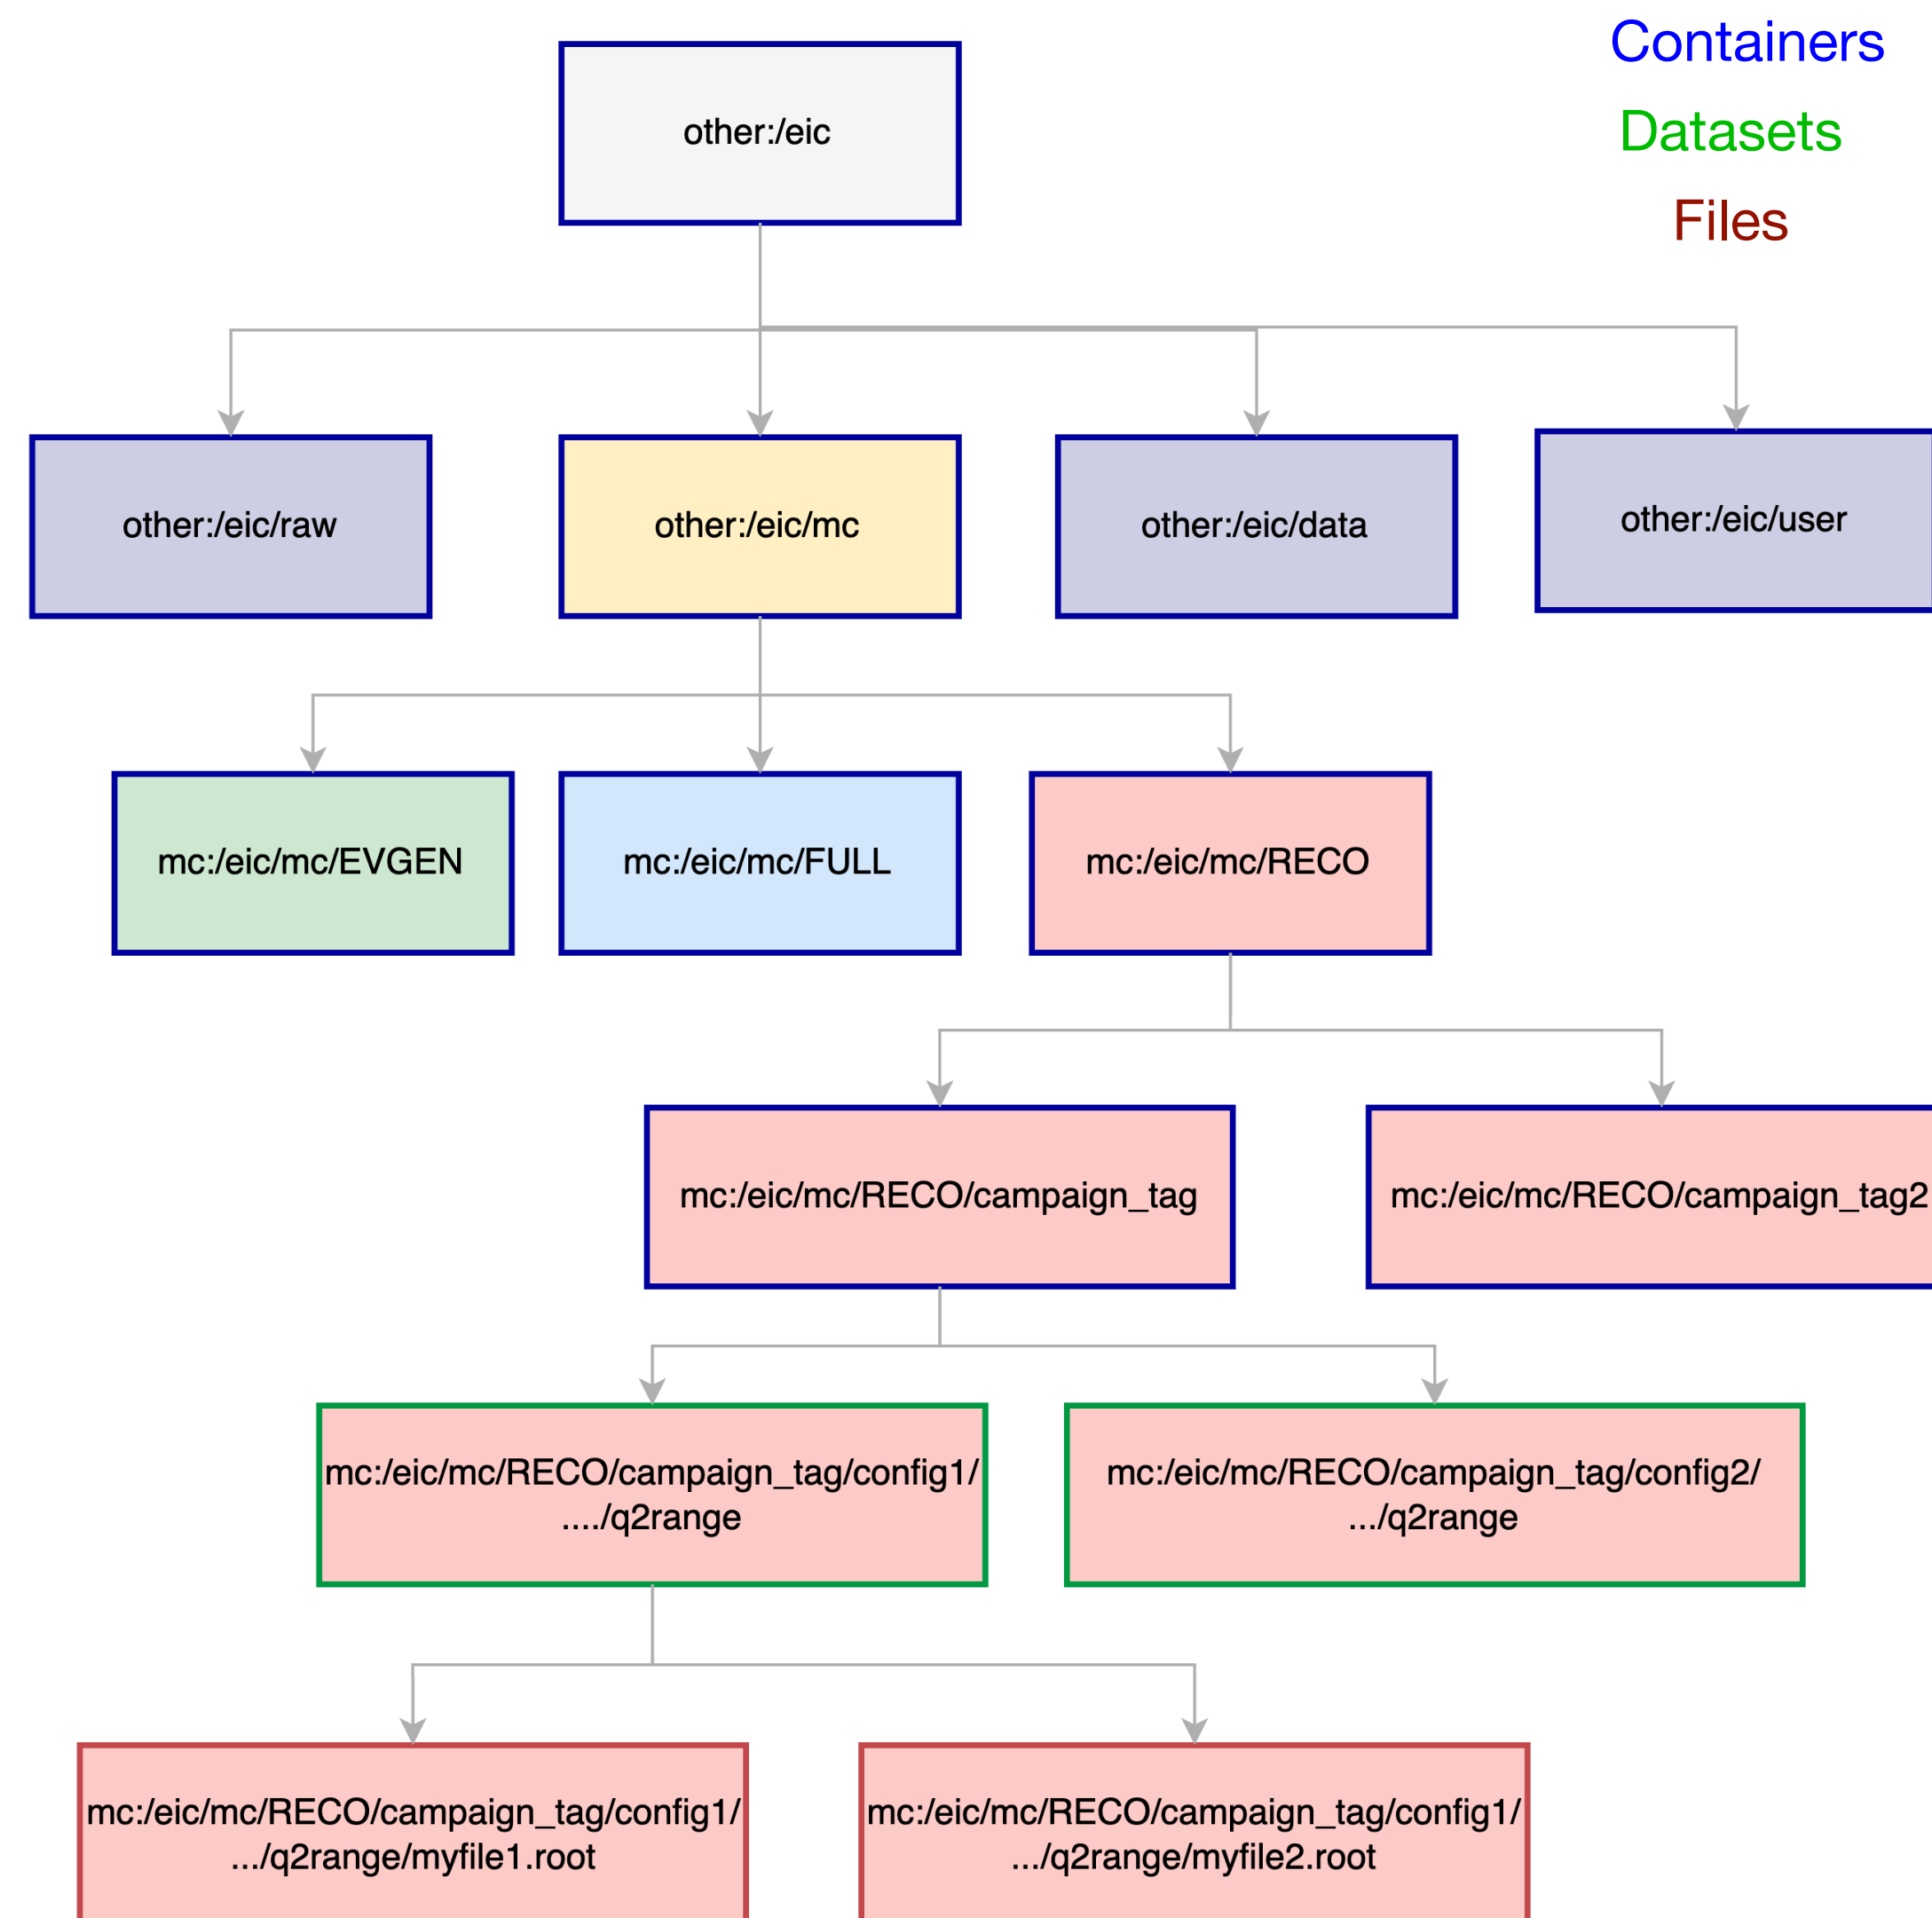 Containers
Datasets
Files
other:/eic
other:/eic/raw
other:/eic/mc
other:/eic/data
other:/eic/user
mc:/eic/mc/EVGEN
mc:/eic/mc/FULL
mc:/eic/mc/RECO
mc:/eic/mc/RECO/campaign_tag
mc:/eic/mc/RECO/campaign_tag2
mc:/eic/mc/RECO/campaign_tag/config1/
..../q2range
mc:/eic/mc/RECO/campaign_tag/config2/
.../q2range
mc:/eic/mc/RECO/campaign_tag/config1/
.../q2range/myfile1.root
mc:/eic/mc/RECO/campaign_tag/config1/
.../q2range/myfile2.root